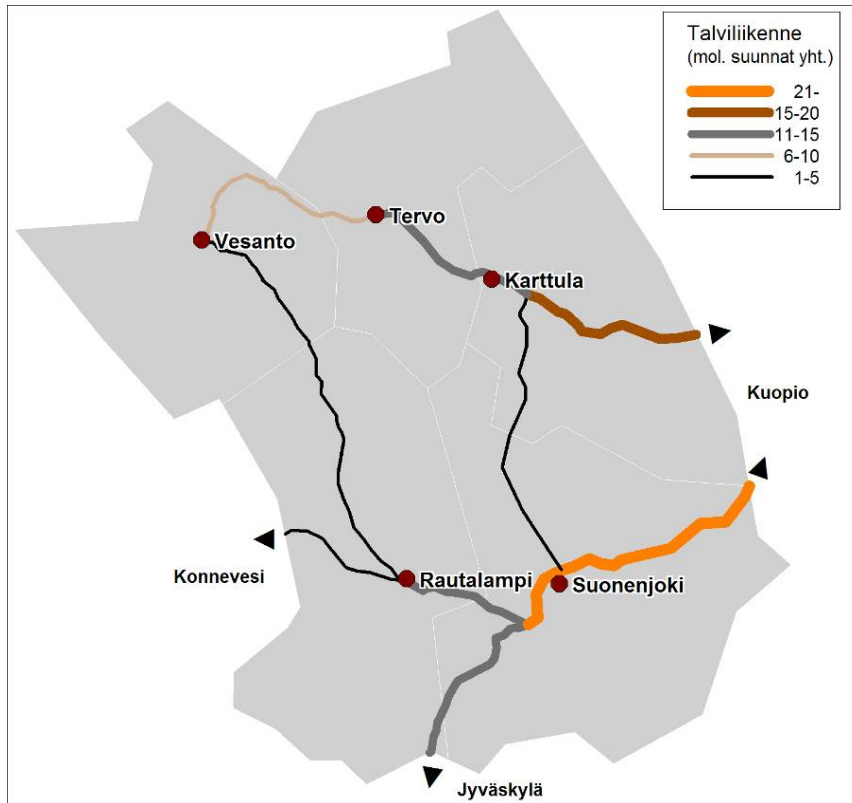 Talviliikenne
(mol. suunnat yht.)
21-
15-20
11-15
6-10
1-5
Tervo
Vesanto
Karttula
Kuopio
Konnevesi
Rautalampi
Suonenjoki
Jyväskylä